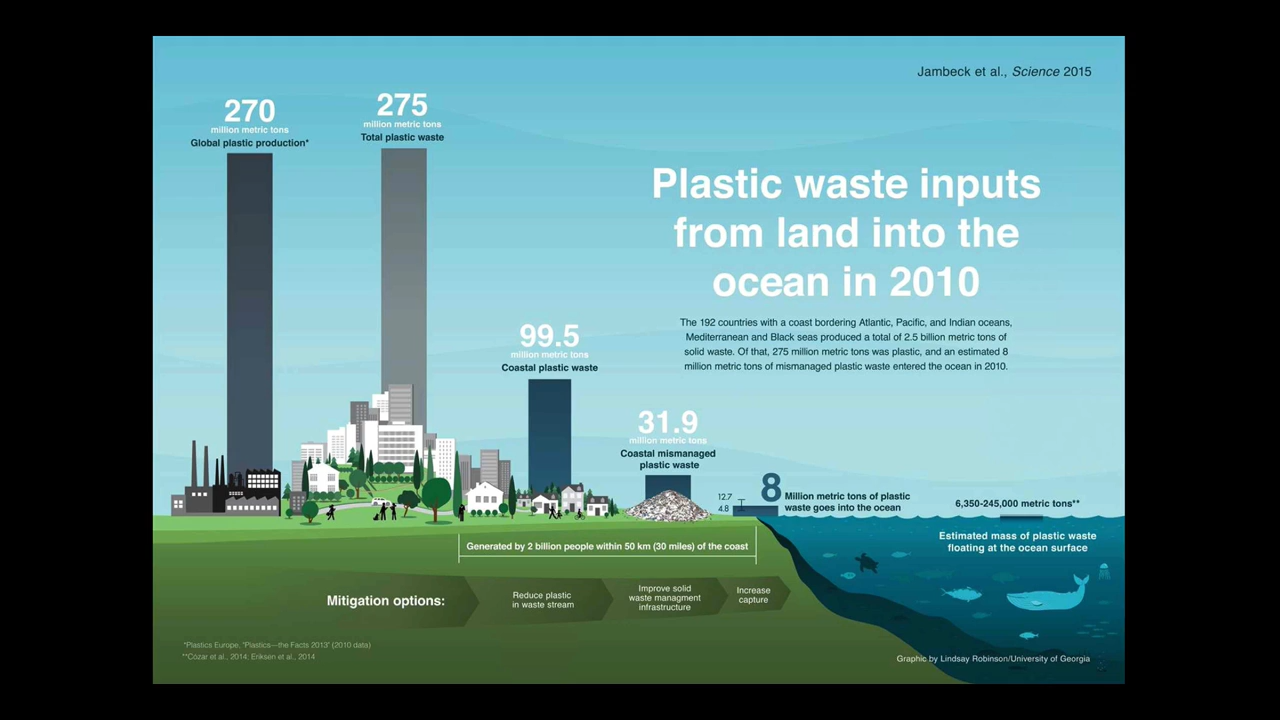 Jambeck et al., Science 2015
270
million metric tons
Global plastic production*
275
million metric tons
Total plastic waste
Plastic waste inputs
from land into the
ocean in 2010
The 192 countries with a coast bordering Atlantic, Pacific, and Indian oceans,
Mediterranean and Black seas produced a total of 2.5 billion metric tons of
solid waste. Of that, 275 million metric tons was plastic, and an estimated 8
million metric tons of mismanaged plastic waste entered the ocean in 2010.
99.5
million metric tons
Coastal plastic waste
31.9
million metric tons
Coastal mismanaged
plastic waste
12.7
4.8
8
Million metric tons of plastic
waste goes into the ocean
6,350-245,000 metric tons**
Estimated mass of plastic waste
floating at the ocean surface
Generated by 2 billion people within 50 km (30 miles) of the coast
Mitigation options:
Reduce plastic
in waste stream
Improve solid
waste managment
infrastructure
Increase
capture
*Plastics Europe, "Plastics—the Facts 2013" (2010 data)
**Cózar et al., 2014; Eriksen et al., 2014
Graphic by Lindsay Robinson/University of Georgia